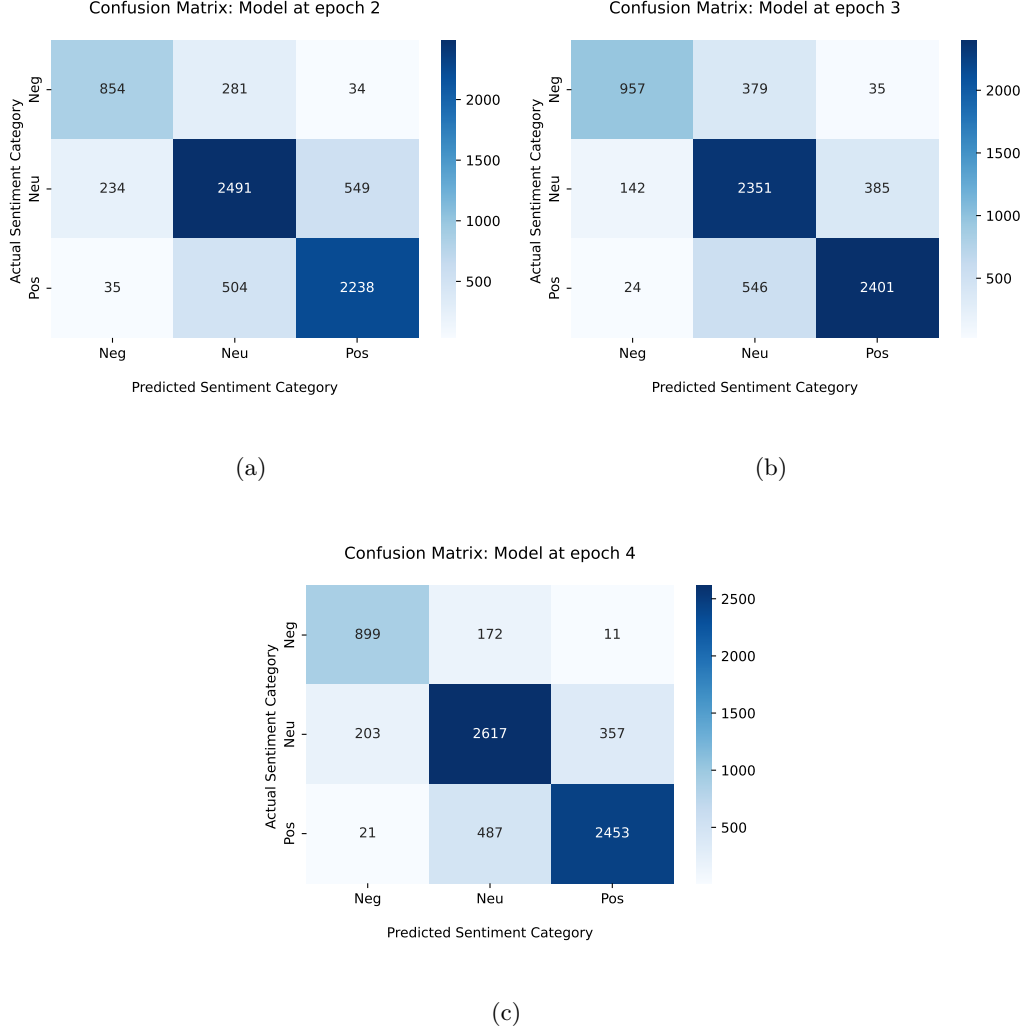 Confusion Matrix: Model at epoch 2
Actual Sentiment Category
Neg
854
281
34
Neu
234
2491
549
Pos
35
504
2238
Neg
Neu
Pos
Predicted Sentiment Category
2000
1500
1000
500
(a)
Confusion Matrix: Model at epoch 3
Actual Sentiment Category
Neg
957
379
35
Neu
142
2351
385
Pos
24
546
2401
Neg
Neu
Pos
Predicted Sentiment Category
2000
1500
1000
500
(b)
Confusion Matrix: Model at epoch 4
Actual Sentiment Category
Neg
899
172
11
Neu
203
2617
357
Pos
21
487
2453
Neg
Neu
Pos
Predicted Sentiment Category
2500
2000
1500
1000
500
(c)